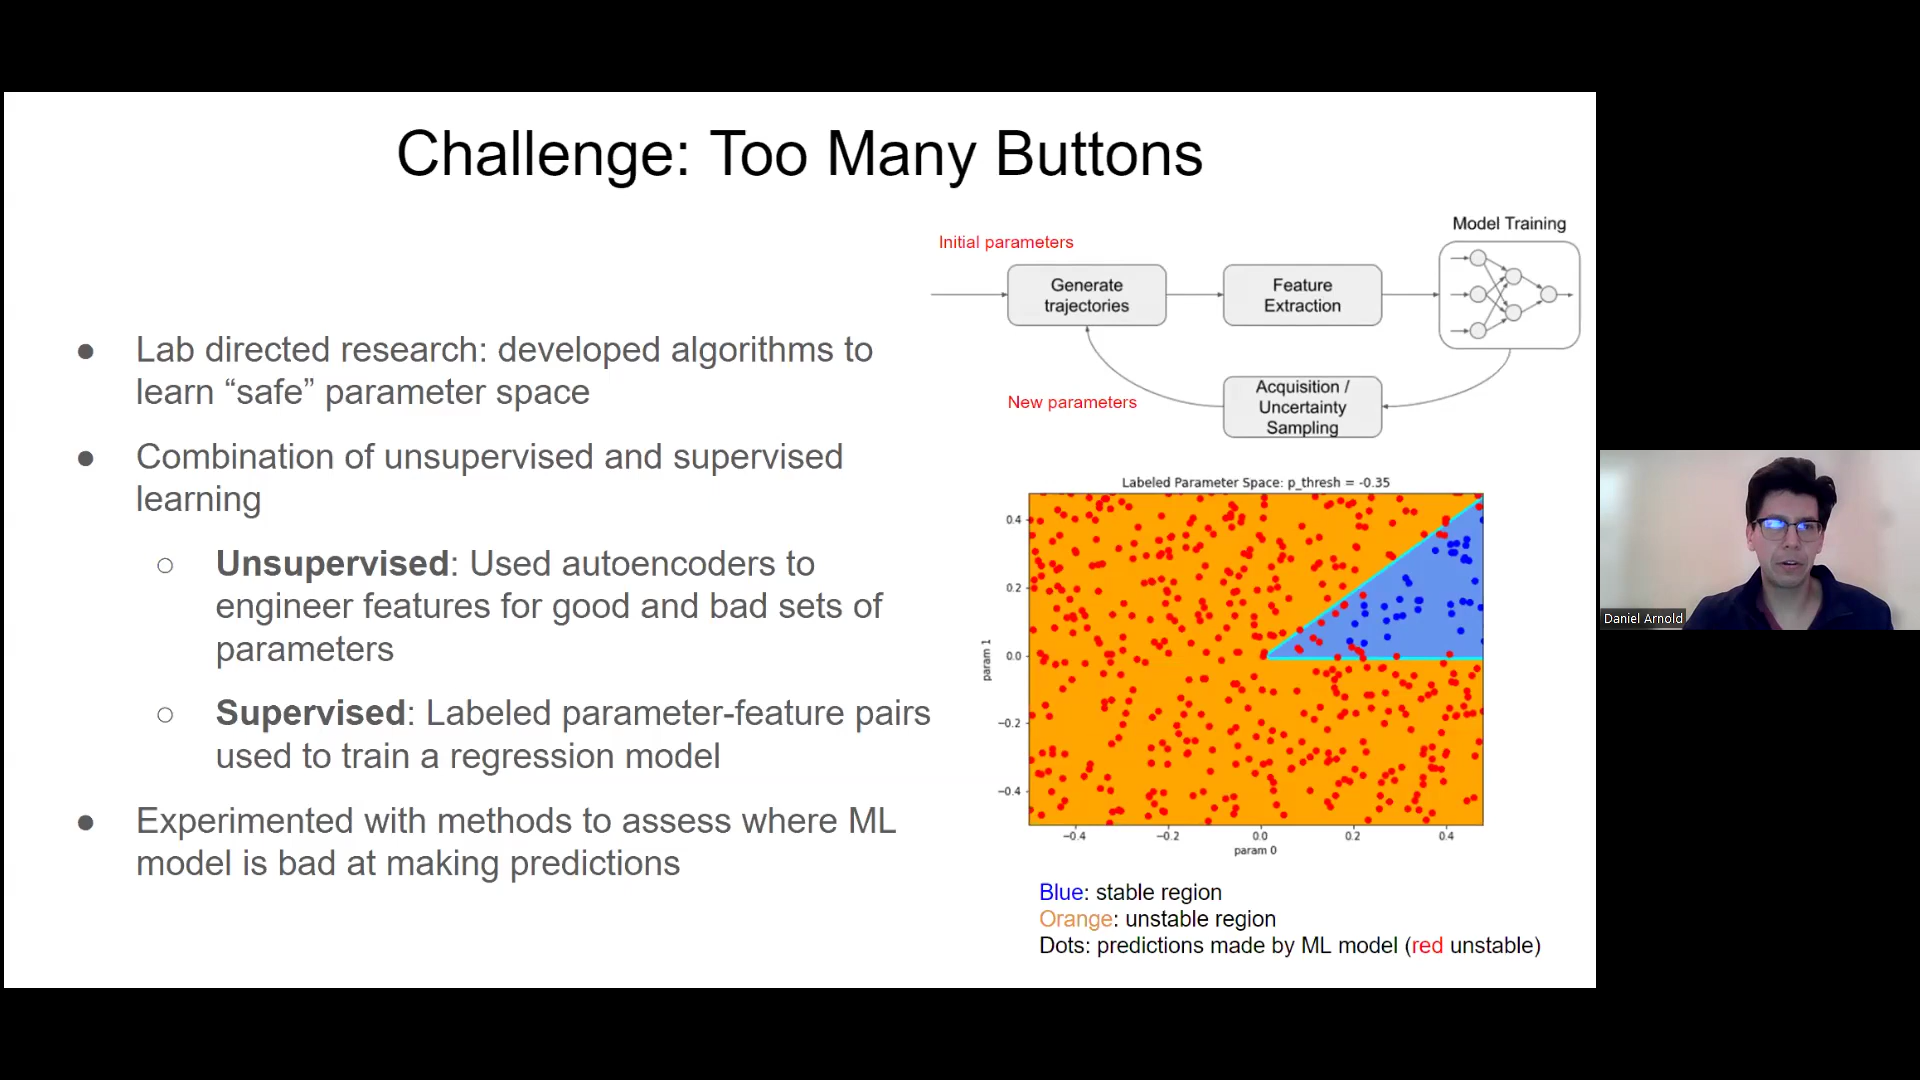 Challenge: Too Many Buttons
● Lab directed research: developed algorithms to
learn “safe” parameter space
● Combination of unsupervised and supervised
learning
○ Unsupervised: Used autoencoders to
engineer features for good and bad sets of
parameters
○ Supervised: Labeled parameter-feature pairs
used to train a regression model
● Experimented with methods to assess where ML
model is bad at making predictions
Model Training
Initial parameters
Generate
trajectories
Feature
Extraction
Acquisition /
Uncertainty
Sampling
New parameters
Labeled Parameter Space: p_thresh = -0.35
0.4
0.2
0.0
−0.2
−0.4
param 1
−0.4 −0.2 0.0 0.2 0.4
param 0
Blue: stable region
Orange: unstable region
Dots: predictions made by ML model (red unstable)
Daniel Arnold